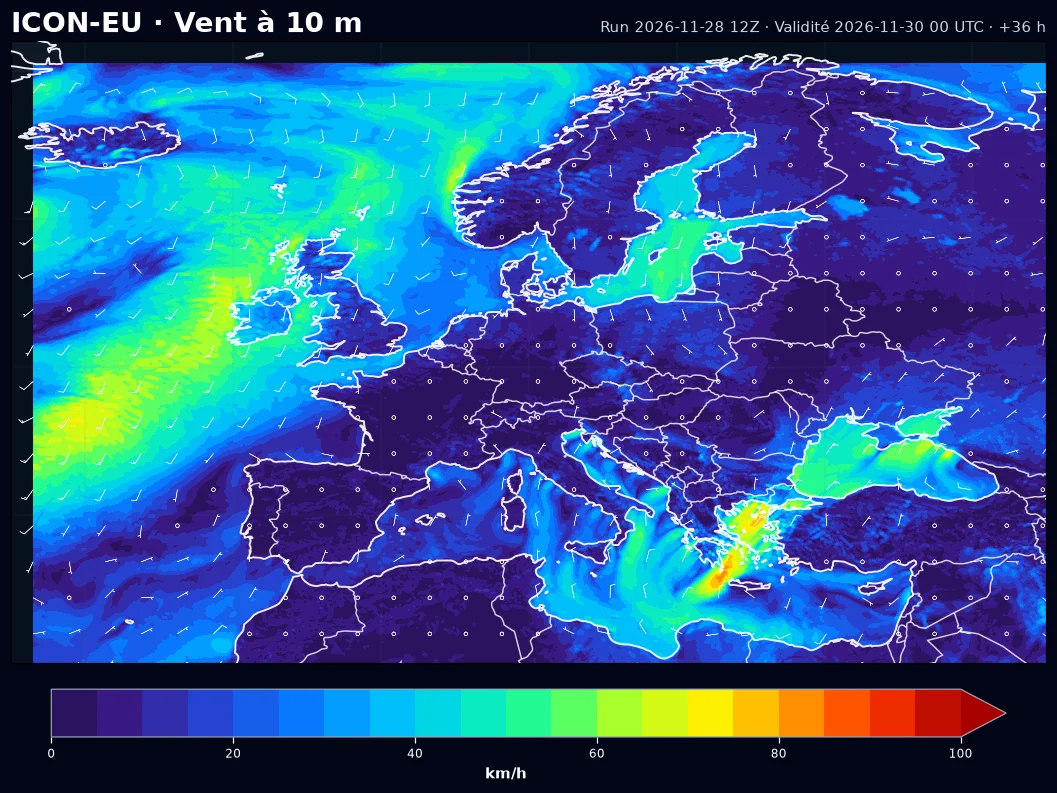 ICON-EU · Vent à 10 m
Run 2026-11-28 12Z · Validité 2026-11-30 00 UTC · +36 h
0 20 40 60 80 100
km/h